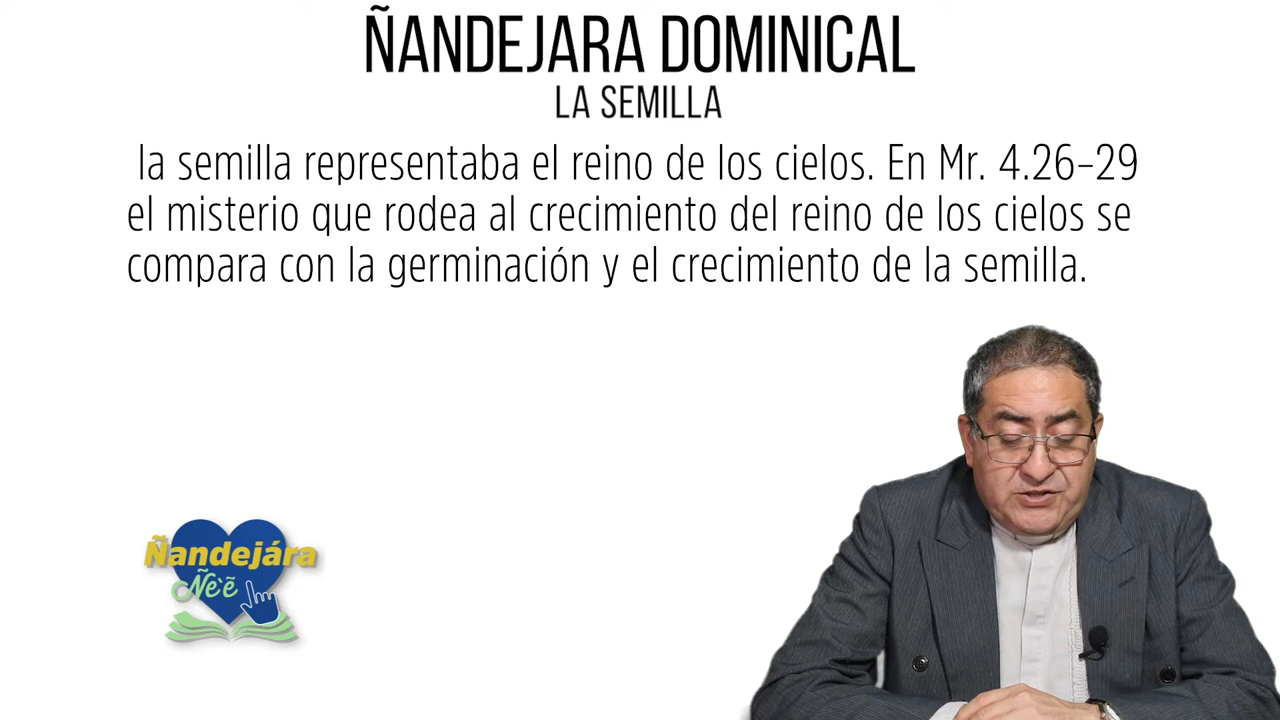 ÑANDEJARA DOMINICAL
LA SEMILLA
la semilla representaba el reino de los cielos. En Mr. 4.26–29
el misterio que rodea al crecimiento del reino de los cielos se
compara con la germinación y el crecimiento de la semilla.
Ñandejára
Ñe'ẽ